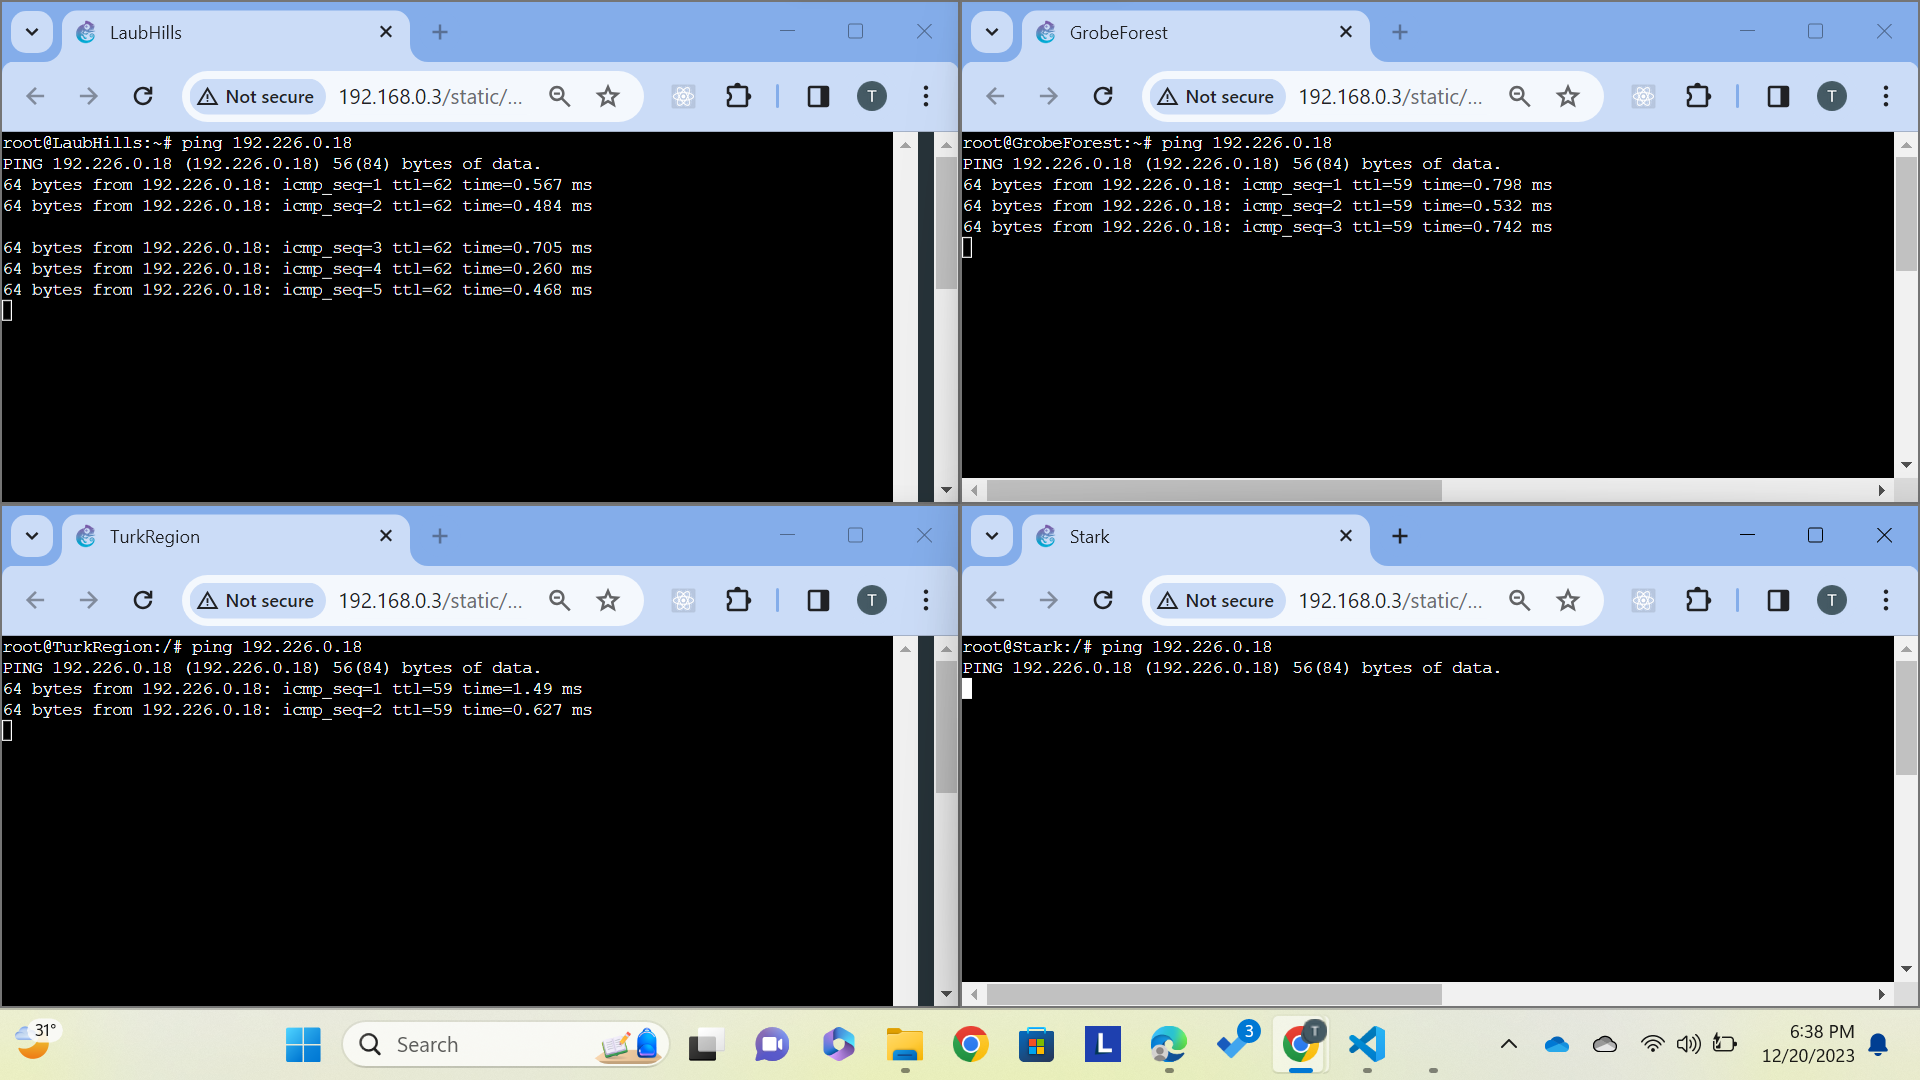 LaubHills
Not secure
192.168.0.3/static/...
T
root@LaubHills:~# ping 192.226.0.18
PING 192.226.0.18 (192.226.0.18) 56(84) bytes of data.
64 bytes from 192.226.0.18: icmp_seq=1 ttl=62 time=0.567 ms
64 bytes from 192.226.0.18: icmp_seq=2 ttl=62 time=0.484 ms
64 bytes from 192.226.0.18: icmp_seq=3 ttl=62 time=0.705 ms
64 bytes from 192.226.0.18: icmp_seq=4 ttl=62 time=0.260 ms
64 bytes from 192.226.0.18: icmp_seq=5 ttl=62 time=0.468 ms
GrobeForest
Not secure
192.168.0.3/static/...
T
root@GrobeForest:~# ping 192.226.0.18
PING 192.226.0.18 (192.226.0.18) 56(84) bytes of data.
64 bytes from 192.226.0.18: icmp_seq=1 ttl=59 time=0.798 ms
64 bytes from 192.226.0.18: icmp_seq=2 ttl=59 time=0.532 ms
64 bytes from 192.226.0.18: icmp_seq=3 ttl=59 time=0.742 ms
TurkRegion
Not secure
192.168.0.3/static/...
T
root@TurkRegion:/# ping 192.226.0.18
PING 192.226.0.18 (192.226.0.18) 56(84) bytes of data.
64 bytes from 192.226.0.18: icmp_seq=1 ttl=59 time=1.49 ms
64 bytes from 192.226.0.18: icmp_seq=2 ttl=59 time=0.627 ms
Stark
Not secure
192.168.0.3/static/...
T
root@Stark:/# ping 192.226.0.18
PING 192.226.0.18 (192.226.0.18) 56(84) bytes of data.
31°
Search
L
3
T
6:38 PM
12/20/2023